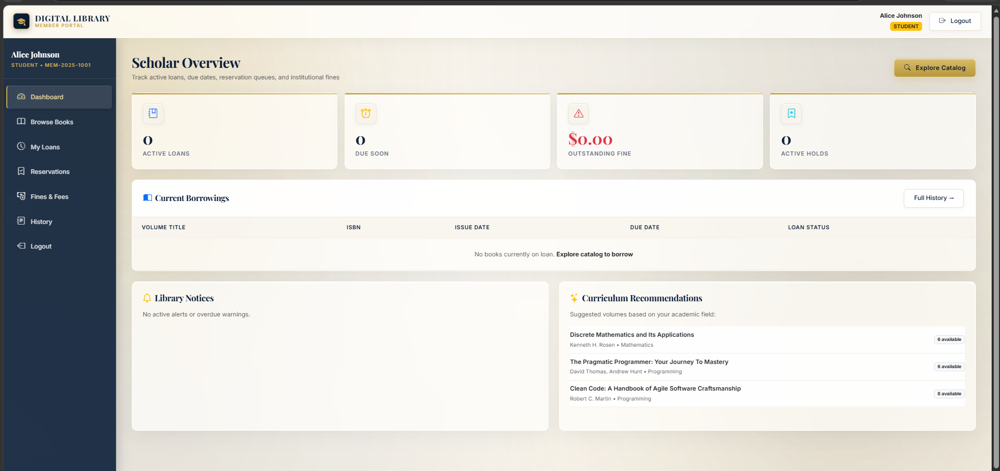 DIGITAL LIBRARY
MEMBER PORTAL
Alice Johnson
STUDENT
Logout
Alice Johnson
STUDENT • MEM-2025-1001
Dashboard
Browse Books
My Loans
Reservations
Fines & Fees
History
Logout
Scholar Overview
Track active loans, due dates, reservation queues, and institutional fines
Explore Catalog
0
ACTIVE LOANS
0
DUE SOON
$0.00
OUTSTANDING FINE
0
ACTIVE HOLDS
Current Borrowings
Full History →
VOLUME TITLE ISBN ISSUE DATE DUE DATE LOAN STATUS
No books currently on loan. Explore catalog to borrow
Library Notices
No active alerts or overdue warnings.
Curriculum Recommendations
Suggested volumes based on your academic field:
Discrete Mathematics and Its Applications
Kenneth H. Rosen • Mathematics
6 available
The Pragmatic Programmer: Your Journey To Mastery
David Thomas, Andrew Hunt • Programming
6 available
Clean Code: A Handbook of Agile Software Craftsmanship
Robert C. Martin • Programming
8 available